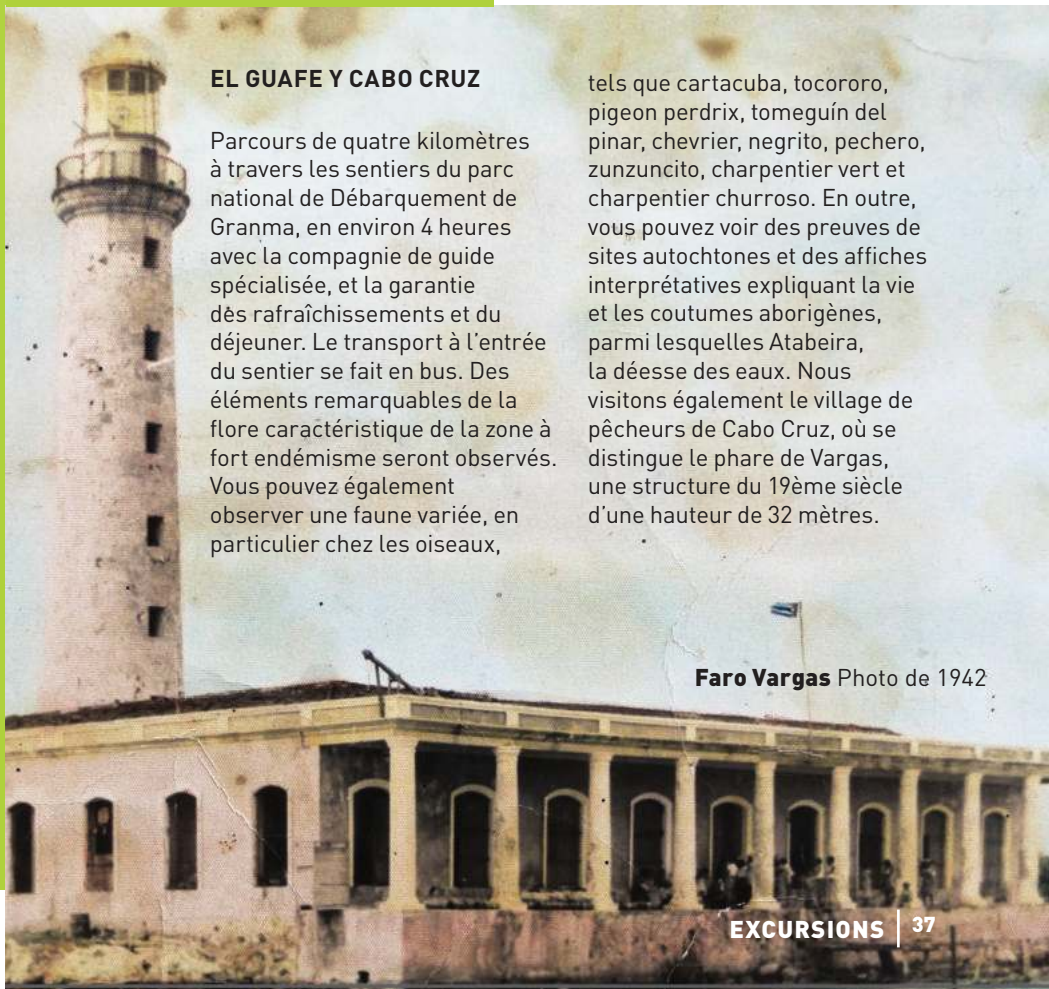 EL GUAFE Y CABO CRUZ
Parcours de quatre kilomètres
à travers les sentiers du parc
national de Débarquement de
Granma, en environ 4 heures
avec la compagnie de guide
spécialisée, et la garantie
des rafraîchissements et du
déjeuner. Le transport à l'entrée
du sentier se fait en bus. Des
éléments remarquables de la
flore caractéristique de la zone à
fort endémisme seront observés.
Vous pouvez également
observer une faune variée, en
particulier chez les oiseaux,
tels que cartacuba, tocororo,
pigeon perdrix, tomeguín del
pinar, chevrier, negrito, pechero,
zunzuncito, charpentier vert et
charpentier churroso. En outre,
vous pouvez voir des preuves de
sites autochtones et des affiches
interprétatives expliquant la vie
et les coutumes aborigènes,
parmi lesquelles Atabeira,
la déesse des eaux. Nous
visitons également le village de
pêcheurs de Cabo Cruz, où se
distingue le phare de Vargas,
une structure du 19ème siècle
d'une hauteur de 32 mètres.
Faro Vargas Photo de 1942
EXCURSIONS | 37